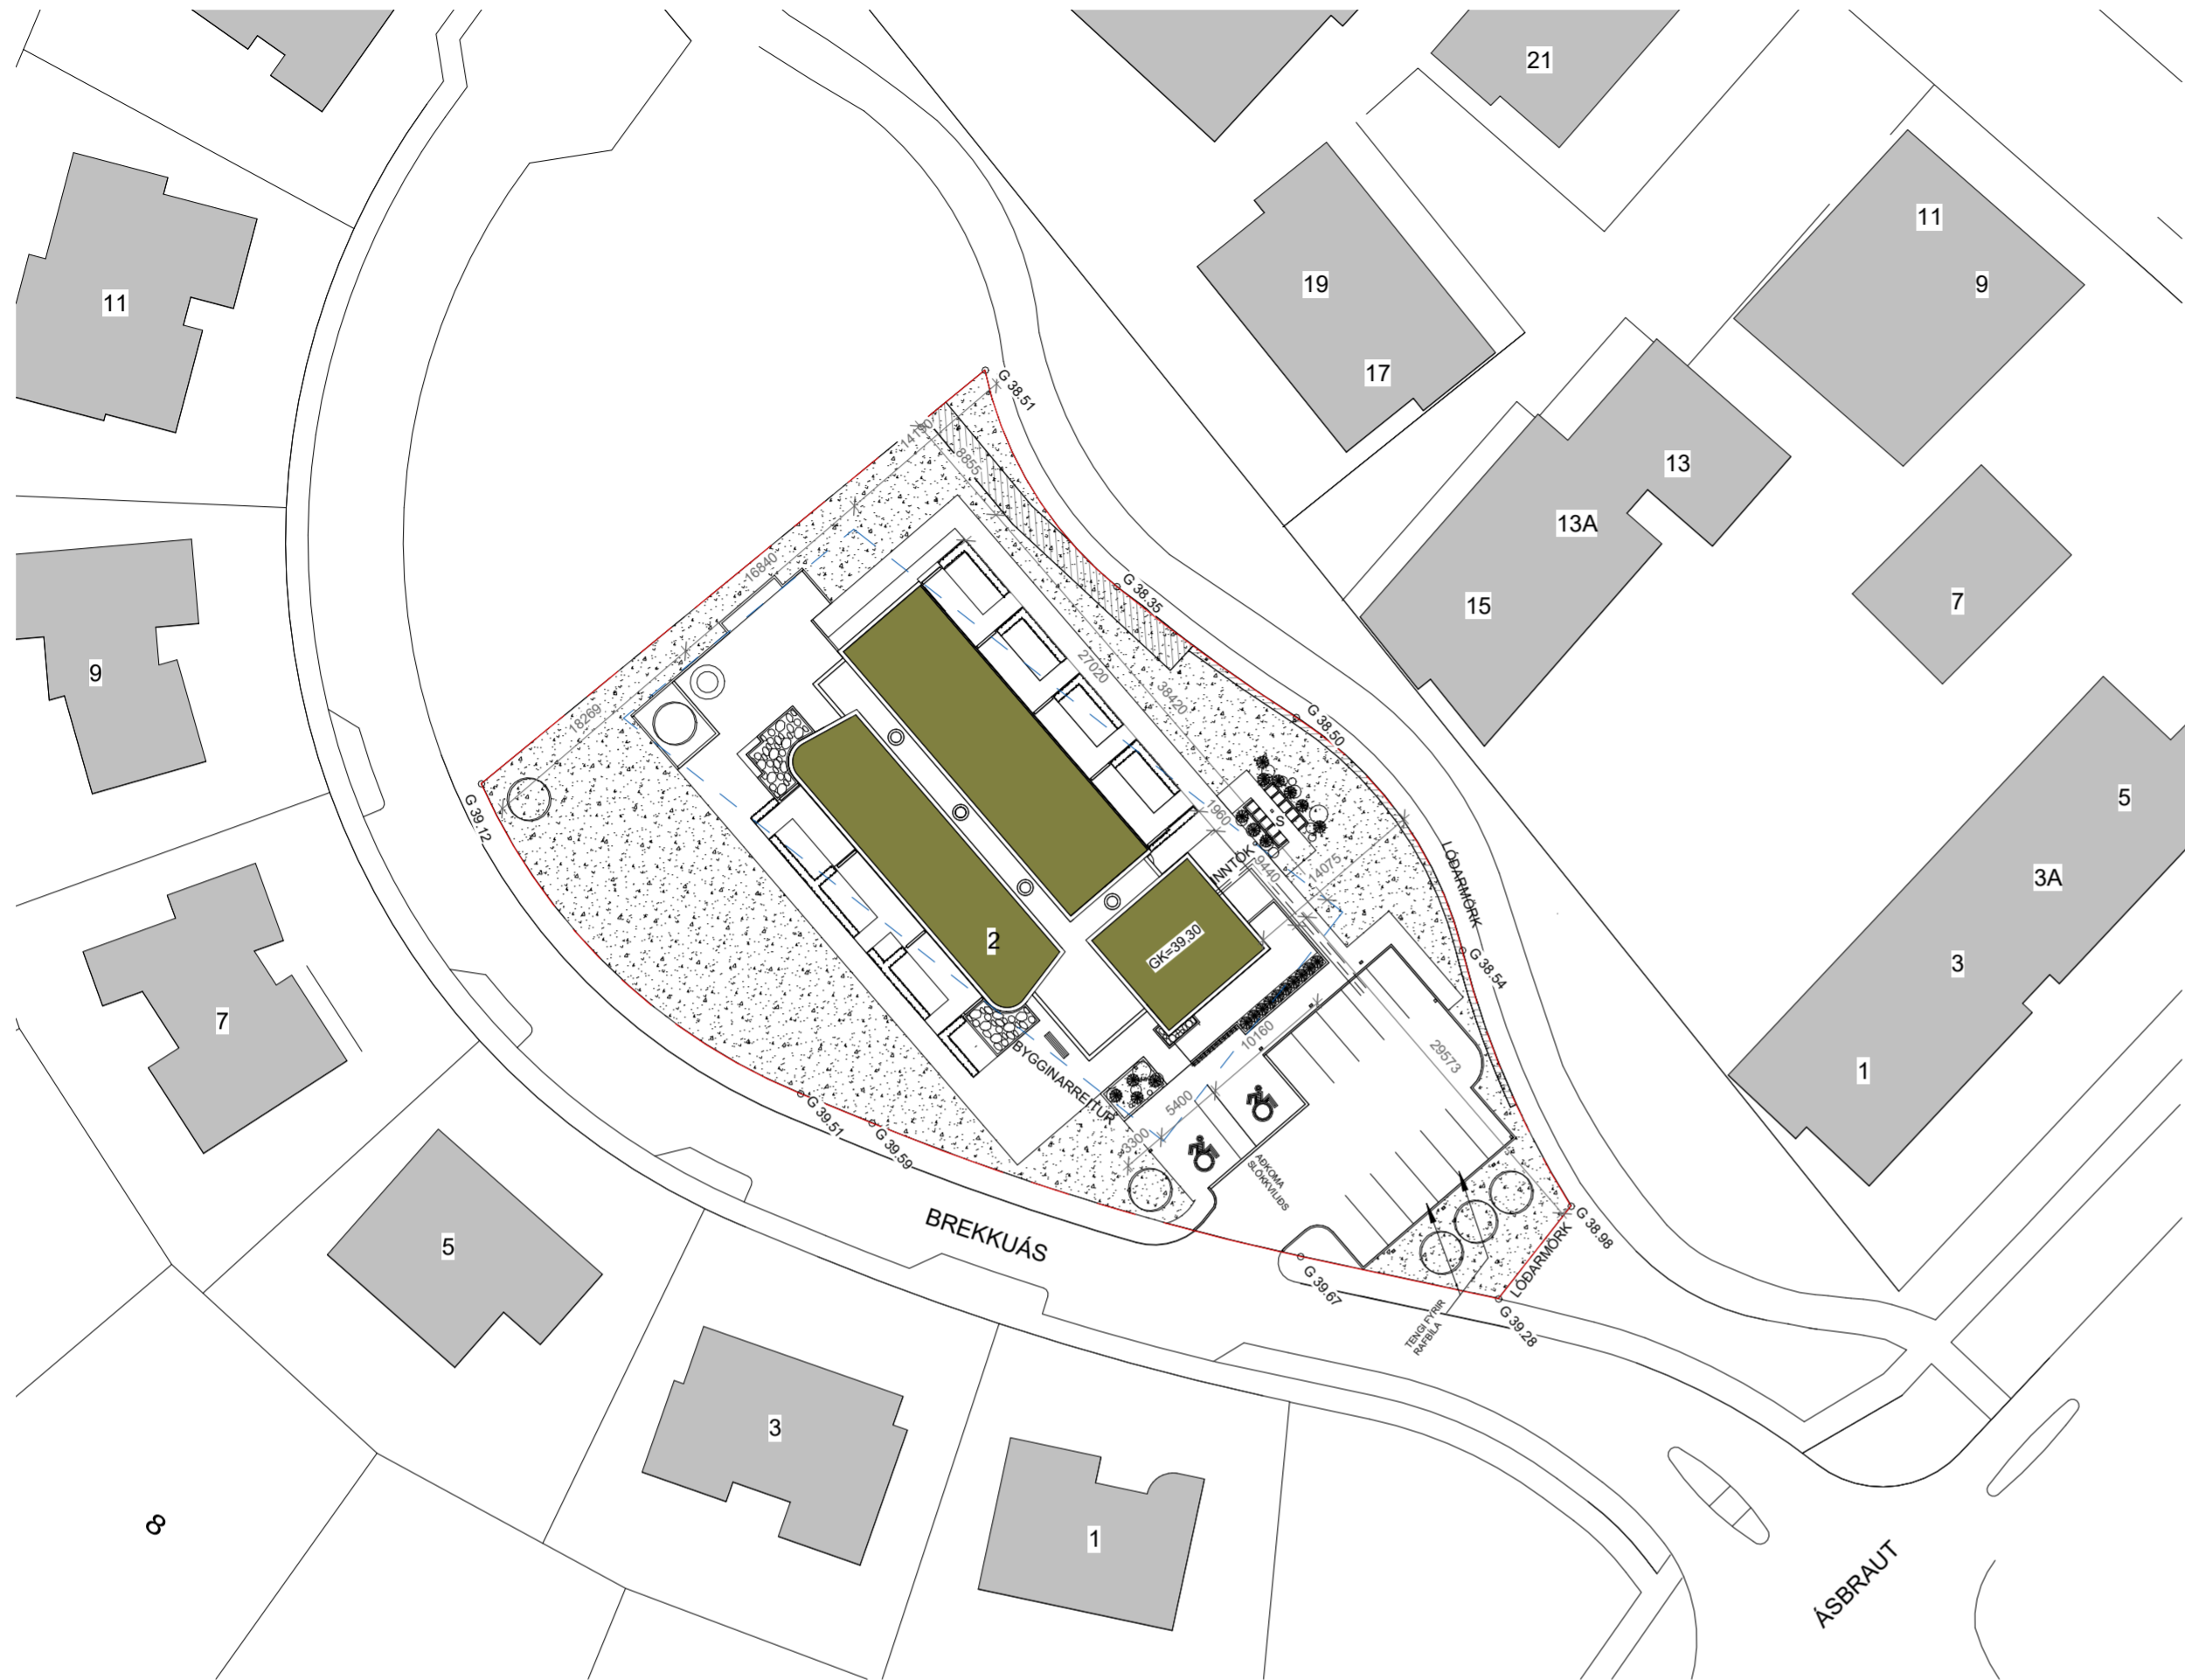 21
11
19
9
17
11
G 38.51
14190
8855
13
13A
15
7
16840
G 38.35
27020
38420
18269
G 38.50
9
G 39.12
1960
S
INNTÖK
9440
14075
LÓÐARMÖRK
5
3A
3
1
2
GK=39.30
G 38.54
7
10160
29573
BYGGINARREITUR
5400
3300
G 39.51
G 39.59
AÐKOMA
SLÖKKVILIÐS
BREKKUÁS
G 38.98
LÓÐARMÖRK
G 39.67
G 39.28
TENGI FYRIR
RAFBÍLA
5
3
1
8
ÁSBRAUT